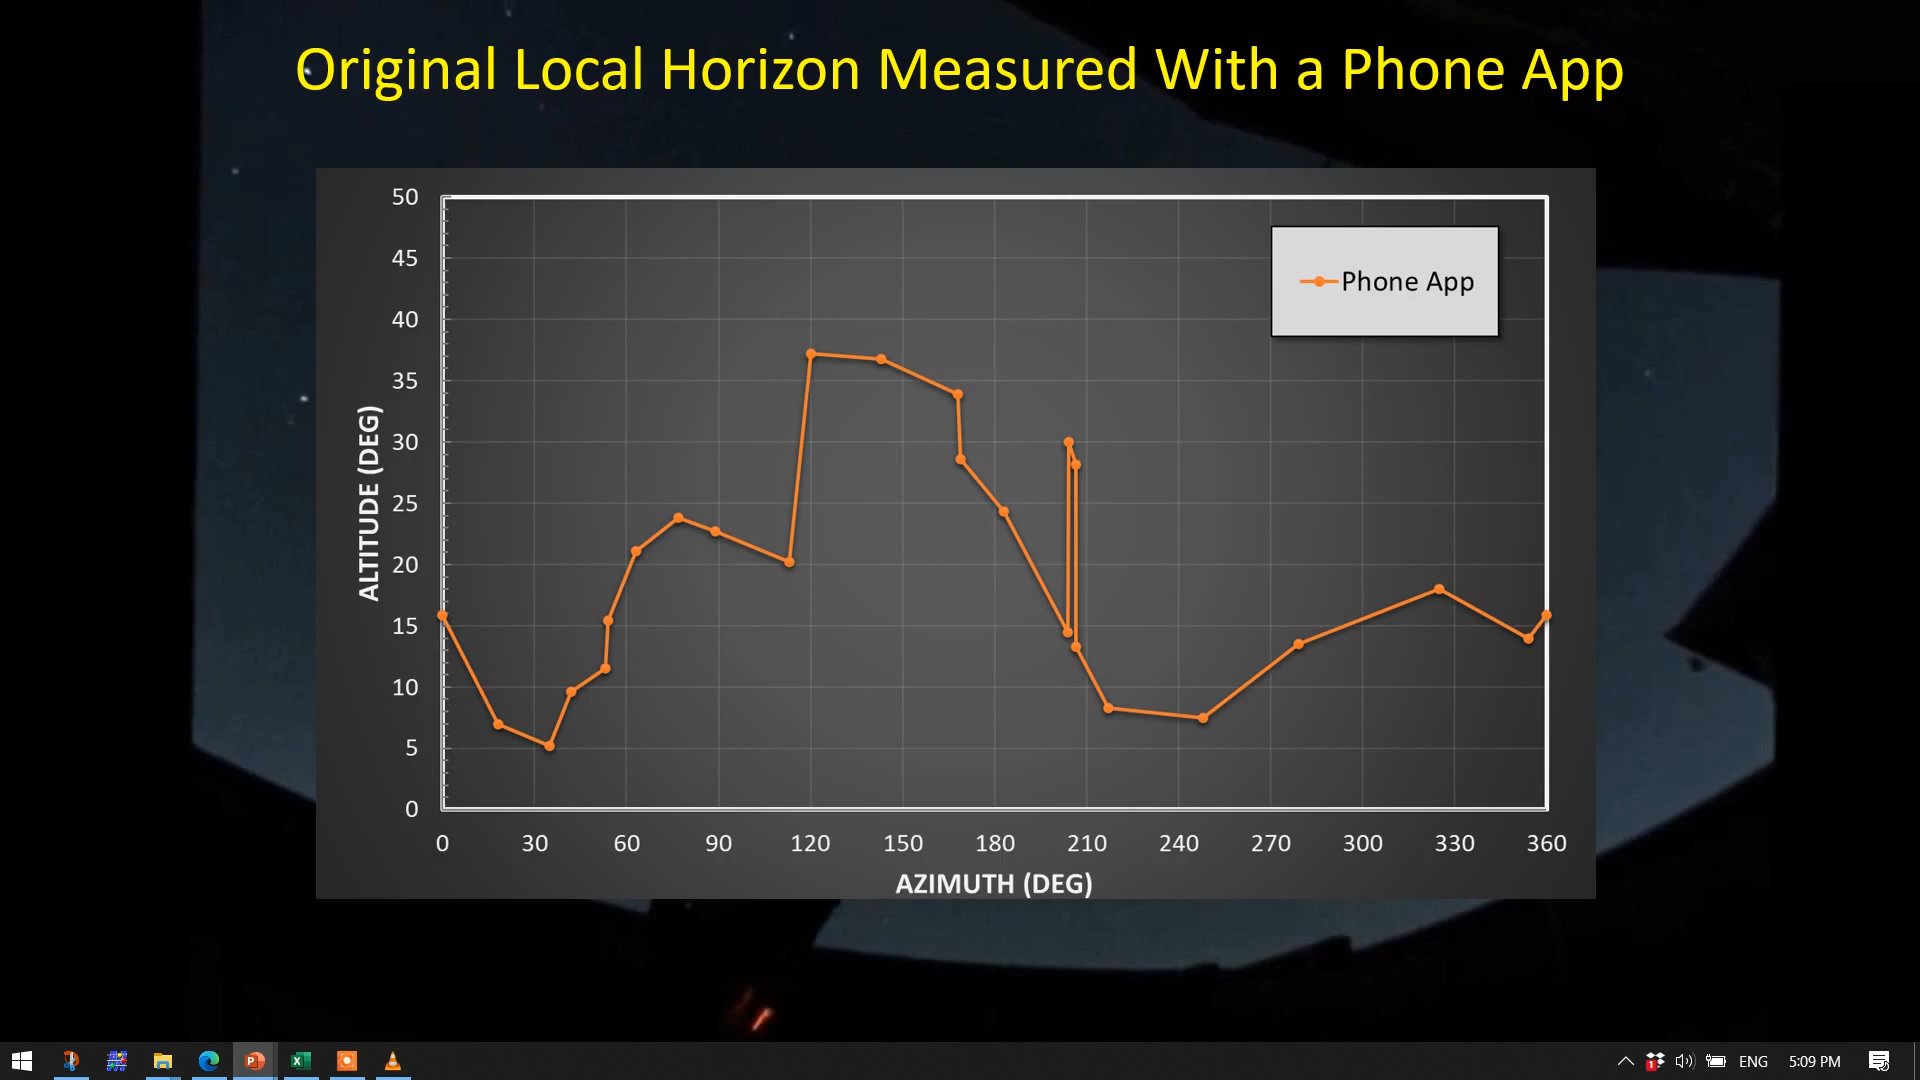 Original Local Horizon Measured With a Phone App
50
45
40
35
30
25
20
15
10
5
0
ALTITUDE (DEG)
Phone App
0 30 60 90 120 150 180 210 240 270 300 330 360
AZIMUTH (DEG)
ENG 5:09 PM